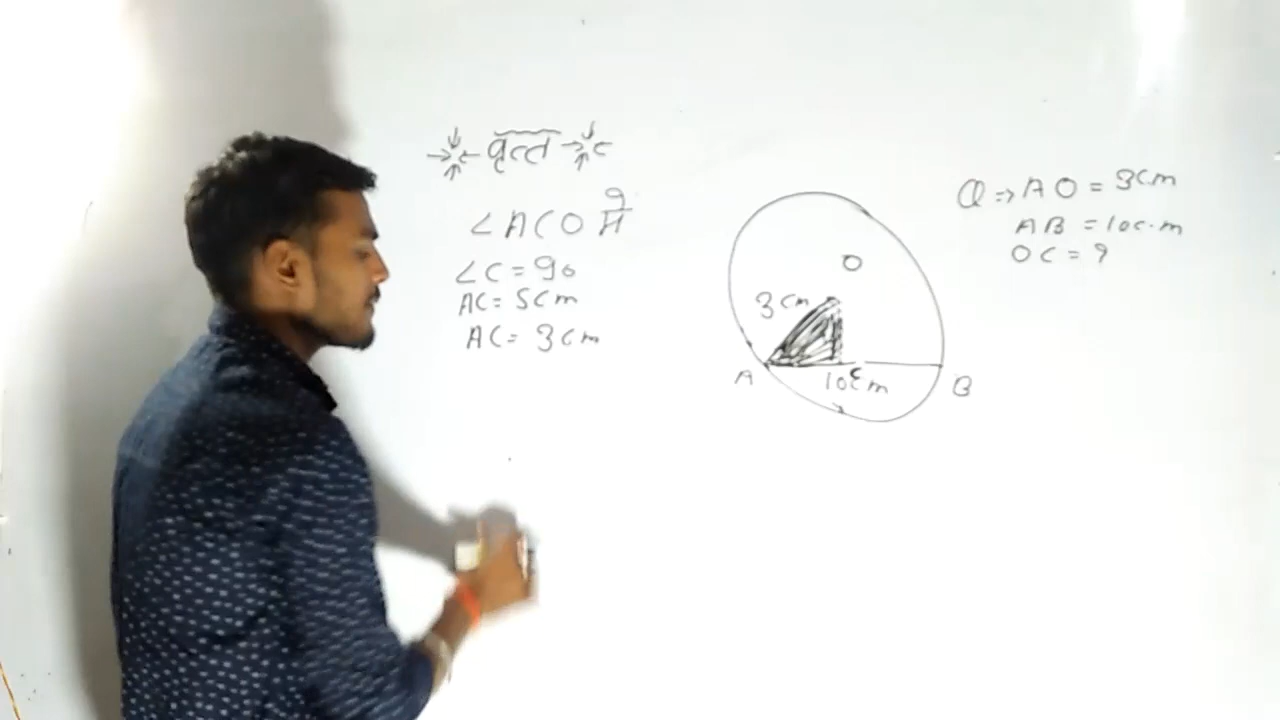 वृत्त
∠ACO में
∠C = 90
AC = 5cm
AC = 3cm
O
3cm
A
C
10cm
B
Q ⇒ AO = 3cm
AB = 10c.m
OC = ?